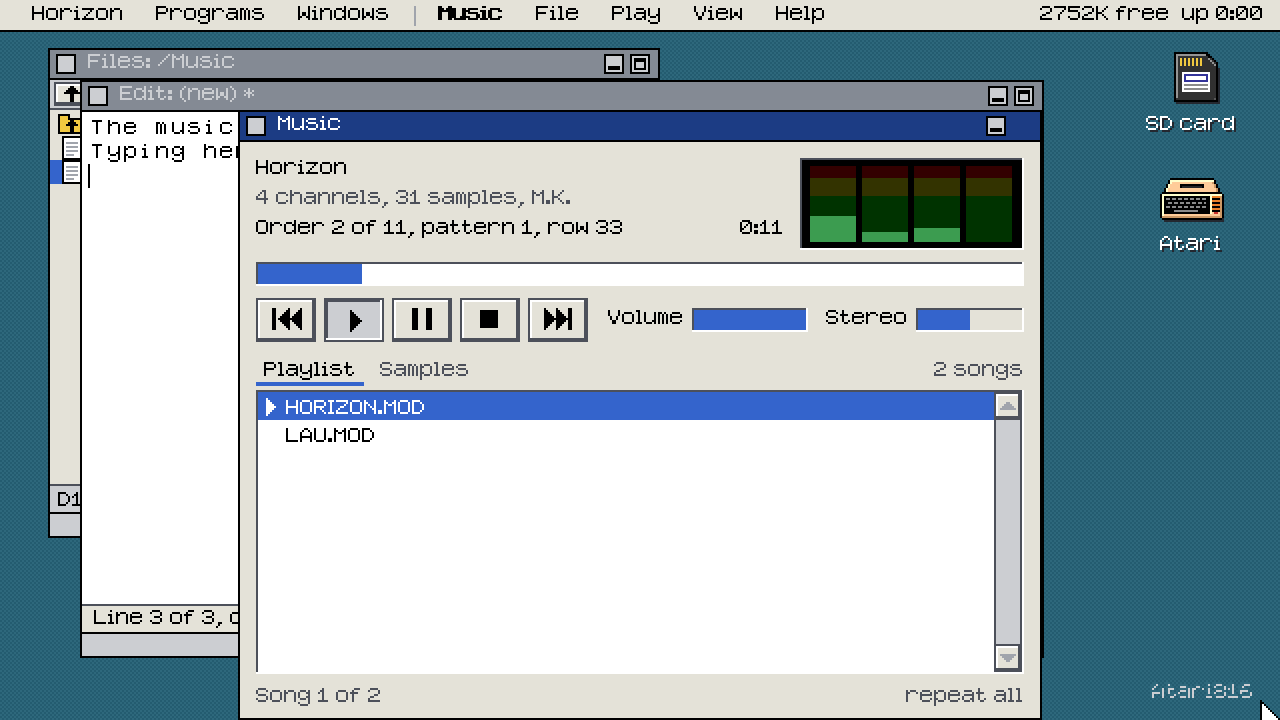 Horizon Programs Windows | Music File Play View Help 2752K free up 0:00
Files: /Music
Edit: (new) *
The music
Typing
Music
Horizon
4 channels, 31 samples, M.K.
Order 2 of 11, pattern 1, row 33 0:11
Volume Stereo
Playlist Samples 2 songs
HORIZON.MOD
LAU.MOD
Song 1 of 2 repeat all
D1
Line 3 of 3,
SD card
Atari
Atari816